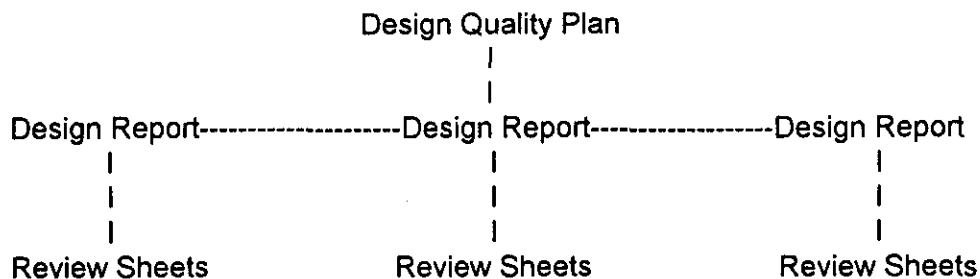 Design Quality Plan
Design Report Design Report Design Report
Review Sheets Review Sheets Review Sheets